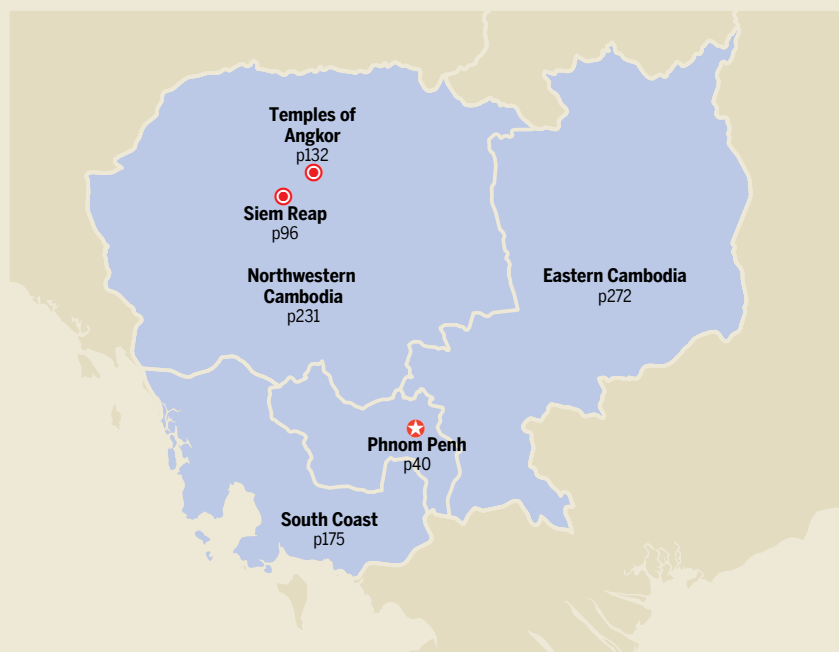 Temples of
Angkor
p132
Siem Reap
p96
Northwestern
Cambodia
p231
Eastern Cambodia
p272
Phnom Penh
p40
South Coast
p175